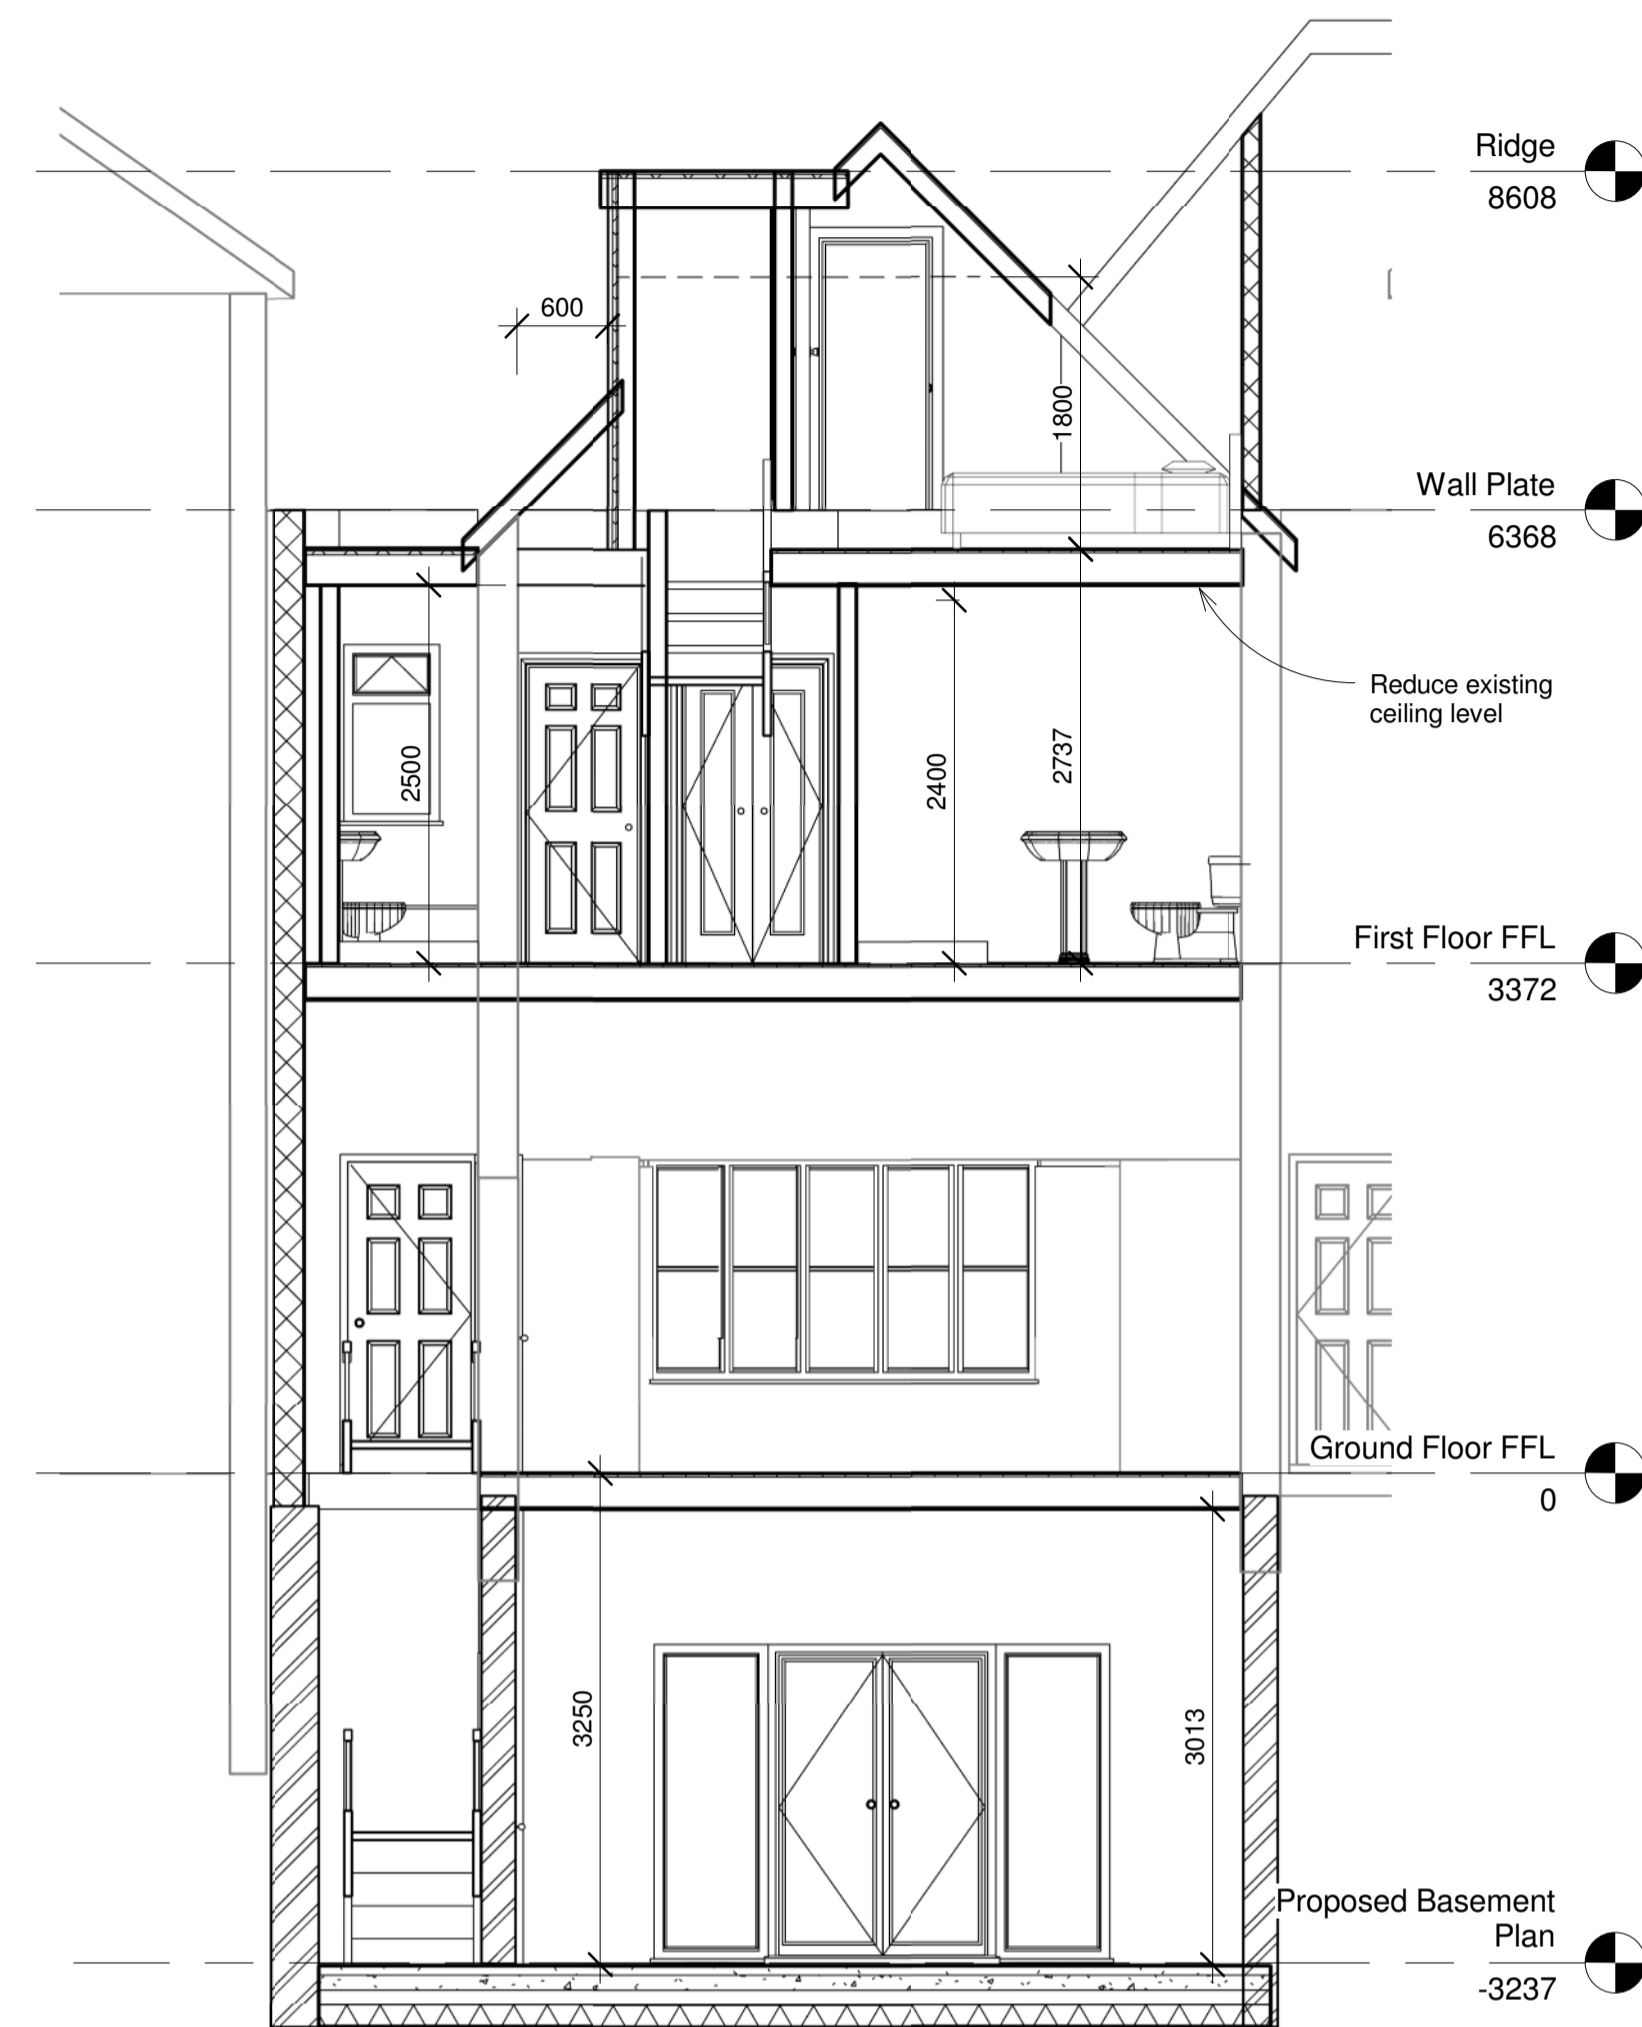 Ridge
8608
600
1800
Wall Plate
6368
Reduce existing
ceiling level
2500
2400
2737
First Floor FFL
3372
Ground Floor FFL
0
3250
3013
Proposed Basement
Plan
-3237